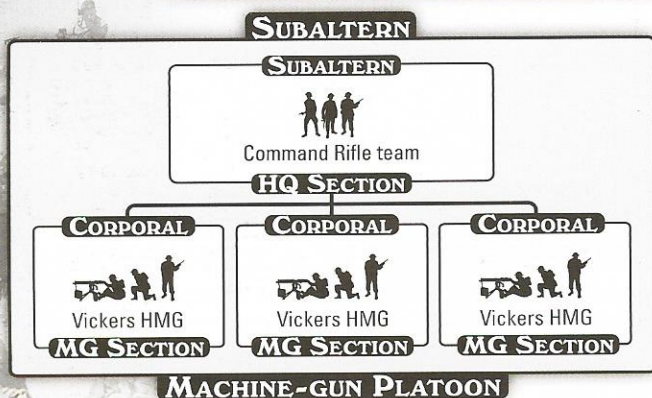 SUBALTERN
SUBALTERN
Command Rifle team
HQ SECTION
CORPORAL
CORPORAL
CORPORAL
Vickers HMG
Vickers HMG
Vickers HMG
MG SECTION
MG SECTION
MG SECTION
MACHINE-GUN PLATOON